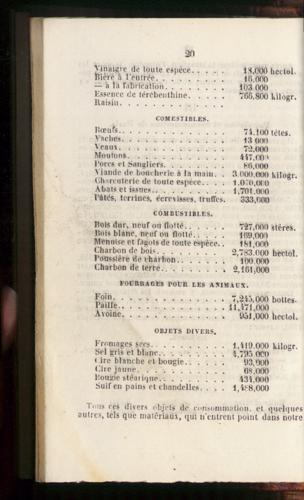 20
Vinaigre de toute espèce. . . . . 18,000 hectol.
Bière à l'entrée. . . . . . . 16,000
— à la fabrication. . . . . . 103,000
Essence de térébenthine. . . . . 766,800 kilogr.
Raisin. . . . . . . .
COMESTIBLES.
Bœufs. . . . . . . . . 74,100 têtes.
Vaches. . . . . . . . . 13,000
Veaux. . . . . . . . . 72,000
Moutons. . . . . . . . . 447,000
Porcs et Sangliers. . . . . . . 86,000
Viande de boucherie à la main. . . 3,000,000 kilogr.
Charcuterie de toute espèce. . . . 1,070,000
Abats et issues. . . . . . . 1,701,000
Pâtés, terrines, écrevisses, truffes. 333,000
COMBUSTIBLES.
Bois dur, neuf ou flotté. . . . . 727,000 stères.
Bois blanc, neuf ou flotté. . . . . 169,000
Menuise et fagots de toute espèce. . 181,000
Charbon de bois. . . . . . . 2,783,000 hectol.
Poussière de charbon. . . . . . 100,000
Charbon de terre. . . . . . . 2,161,000
FOURRAGES POUR LES ANIMAUX.
Foin. . . . . . . . . 7,245,000 bottes.
Paille. . . . . . . . . 11,471,000
Avoine. . . . . . . . . 951,000 hectol.
OBJETS DIVERS.
Fromages secs. . . . . . . 1,419,000 kilogr.
Sel gris et blanc. . . . . . . 4,795,000
Cire blanche et bougie. . . . . . 93,900
Cire jaune. . . . . . . . 68,000
Bougie stéarique. . . . . . . 434,000
Suif en pains et chandelles. . . . 1,488,000
Tous ces divers objets de consommation, et quelques
autres, tels que matériaux, qui n'entrent point dans notre